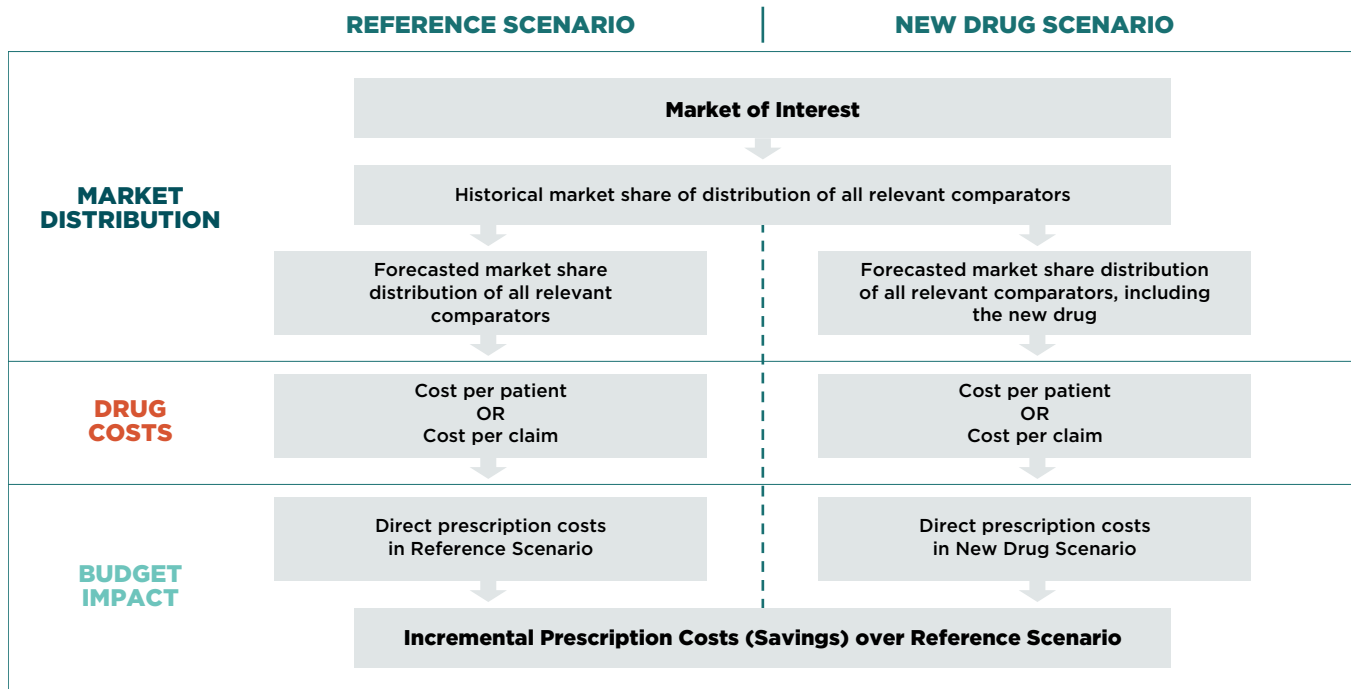 REFERENCE SCENARIO
NEW DRUG SCENARIO
Market of Interest
MARKET
DISTRIBUTION
Historical market share of distribution of all relevant comparators
Forecasted market share
distribution of all relevant
comparators
Forecasted market share distribution
of all relevant comparators, including
the new drug
DRUG
COSTS
Cost per patient
OR
Cost per claim
Cost per patient
OR
Cost per claim
BUDGET
IMPACT
Direct prescription costs
in Reference Scenario
Direct prescription costs
in New Drug Scenario
Incremental Prescription Costs (Savings) over Reference Scenario